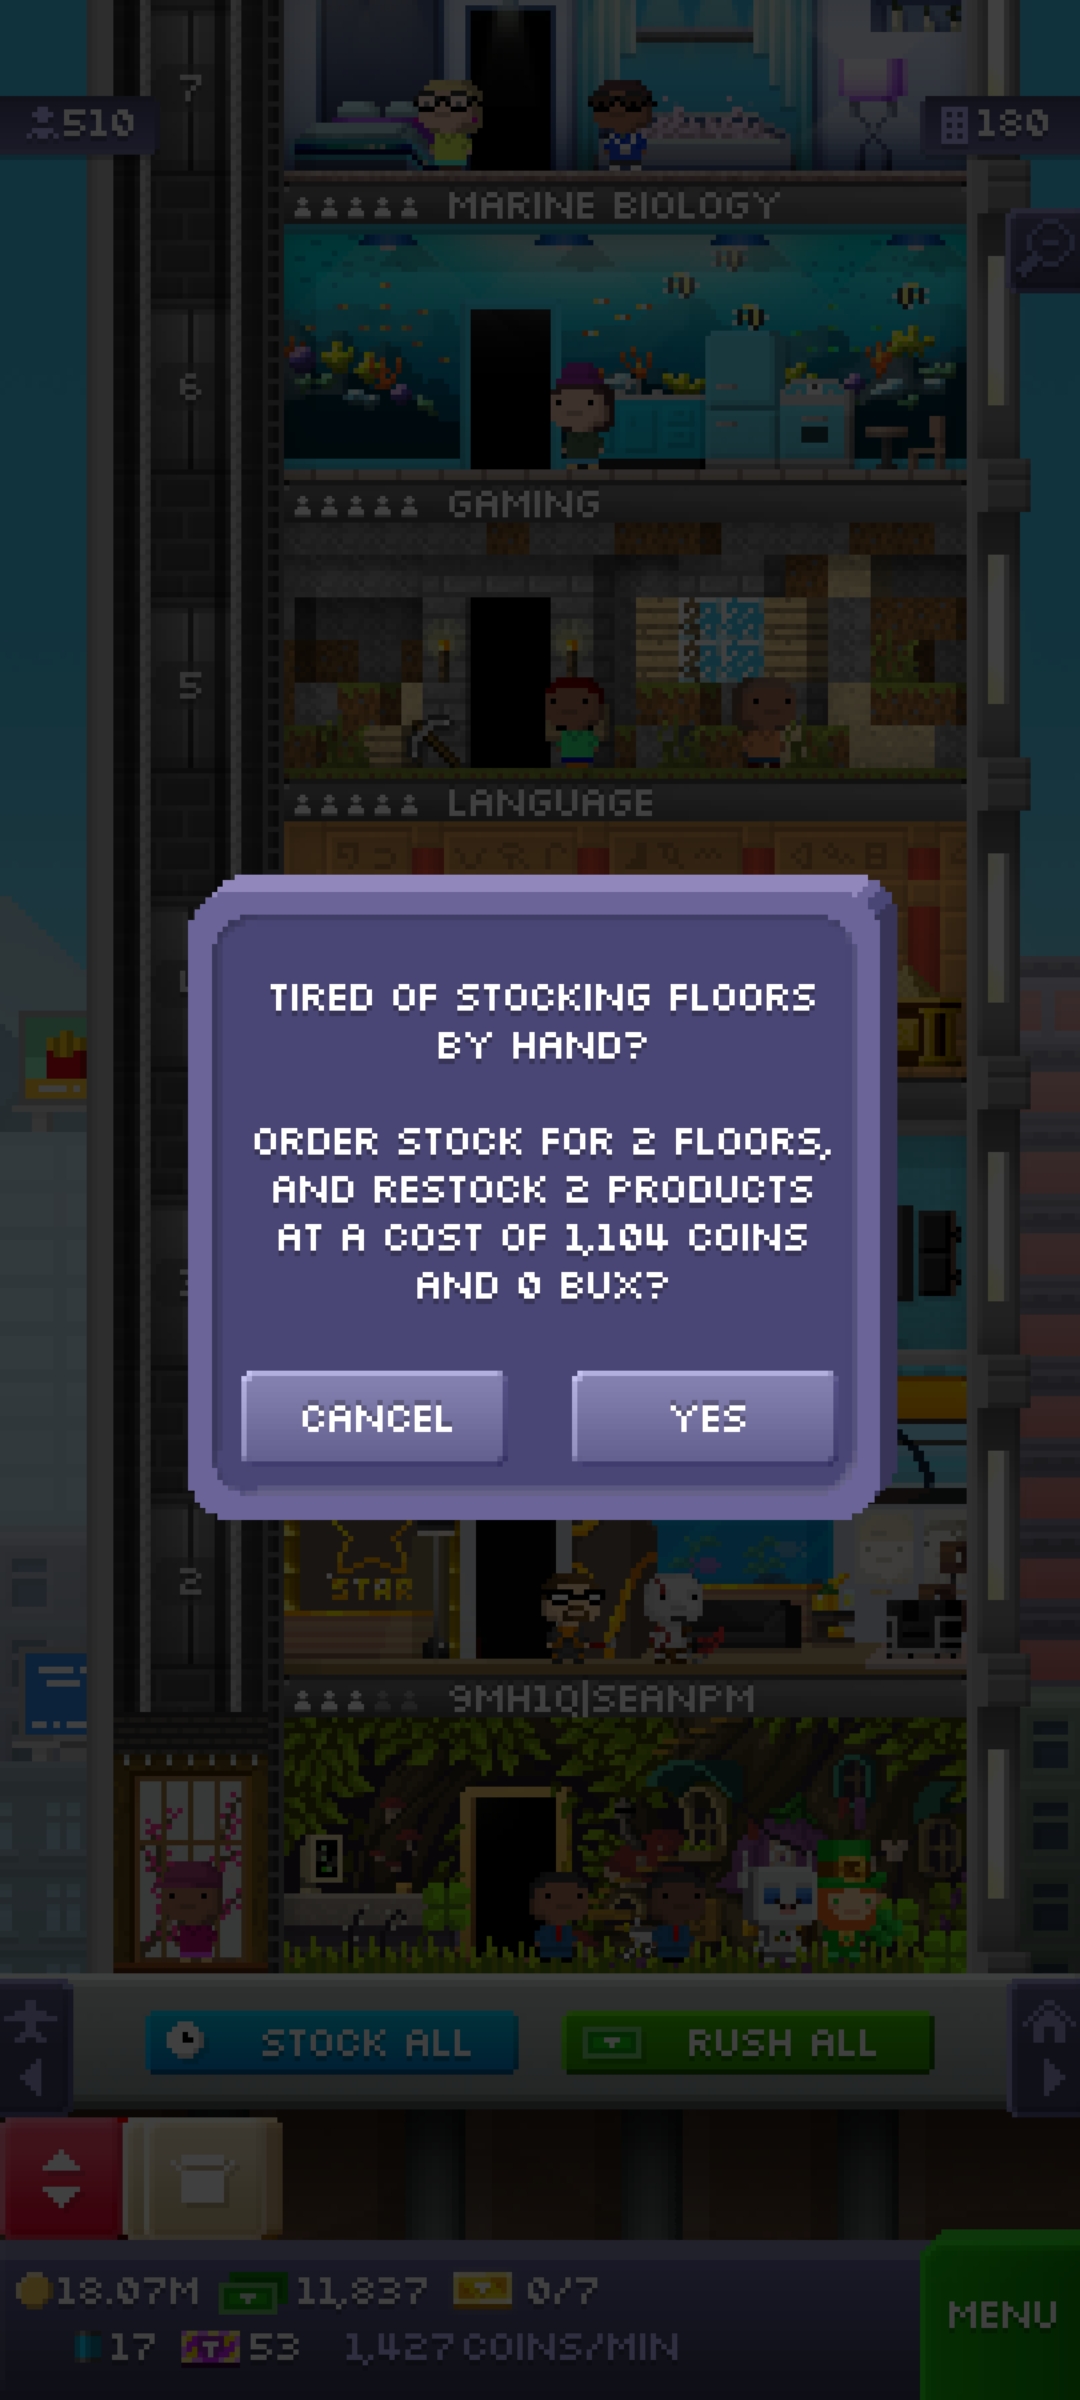 7
510
180
MARINE BIOLOGY
6
GAMING
5
LANGUAGE
TIRED OF STOCKING FLOORS
BY HAND?
ORDER STOCK FOR 2 FLOORS,
AND RESTOCK 2 PRODUCTS
AT A COST OF 1,104 COINS
AND 0 BUX?
CANCEL
YES
2
STAR
9MH1Q|SEANPM
STOCK ALL
RUSH ALL
18.07M
11,837
0/7
MENU
17
53
1,427 COINS/MIN